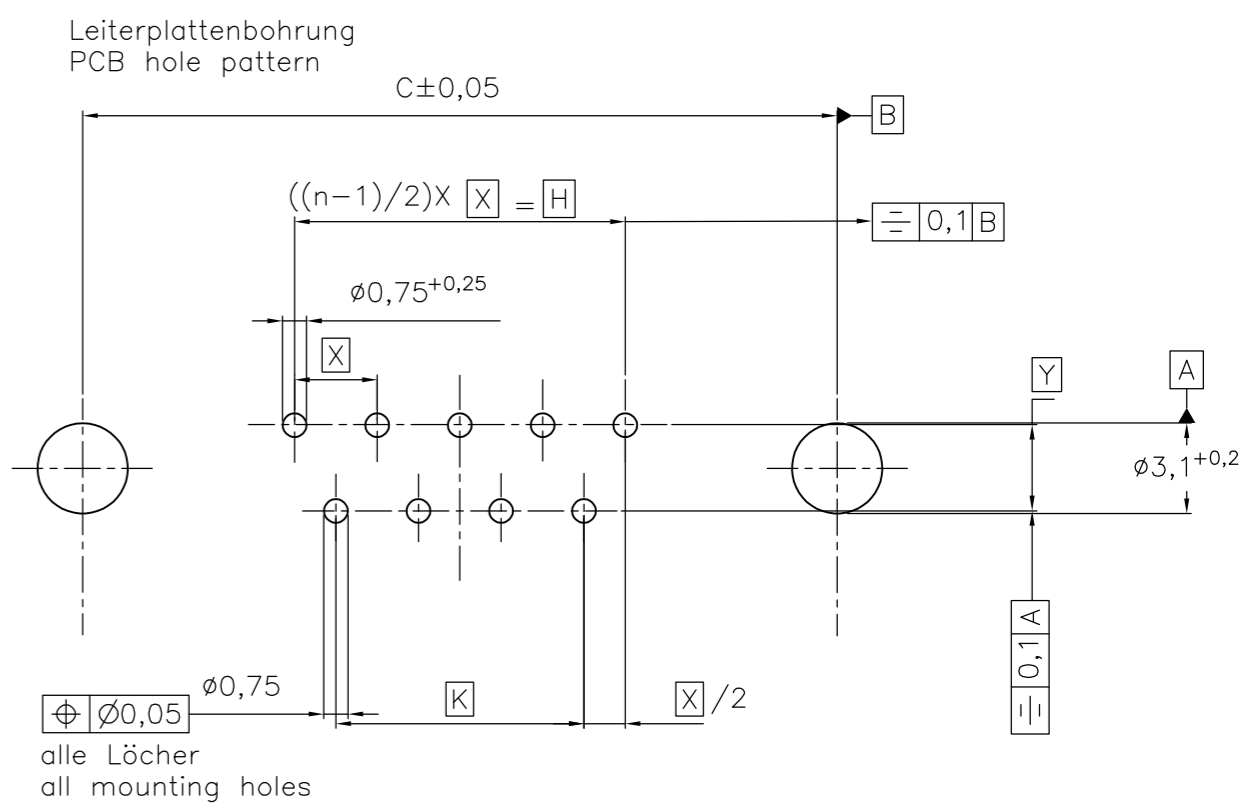 Leiterplattenbohrung
PCB hole pattern
C±0,05
B
((n-1)/2)X X = H
0,1 B
ø0,75+0,25
X
Y
A
ø3,1+0,2
0,1 A
ø0,75
Ø0,05
K
X /2
alle Löcher
all mounting holes